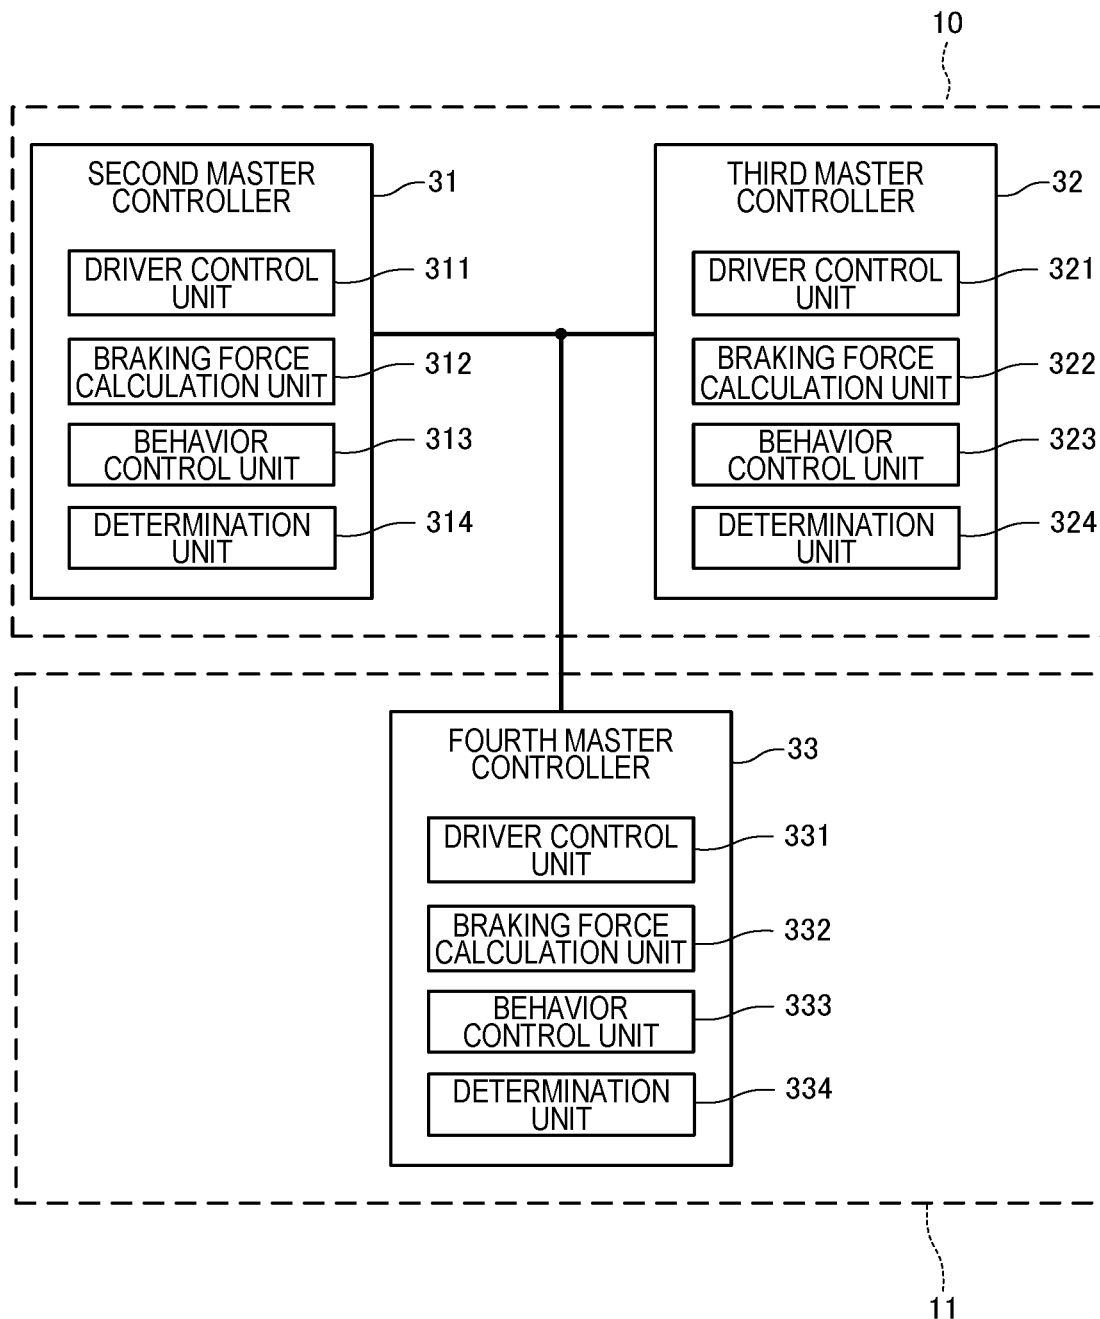 10
SECOND MASTER
CONTROLLER
31
DRIVER CONTROL
UNIT
311
BRAKING FORCE
CALCULATION UNIT
312
BEHAVIOR
CONTROL UNIT
313
DETERMINATION
UNIT
314
THIRD MASTER
CONTROLLER
32
DRIVER CONTROL
UNIT
321
BRAKING FORCE
CALCULATION UNIT
322
BEHAVIOR
CONTROL UNIT
323
DETERMINATION
UNIT
324
FOURTH MASTER
CONTROLLER
33
DRIVER CONTROL
UNIT
331
BRAKING FORCE
CALCULATION UNIT
332
BEHAVIOR
CONTROL UNIT
333
DETERMINATION
UNIT
334
11